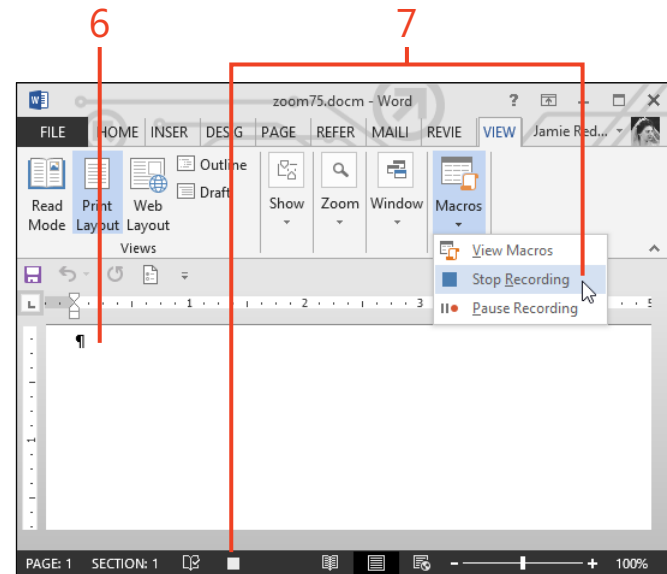 6 7
zoom75.docm - Word ?
FILE HOME INSER DESIG PAGE REFER MAILI REVIE VIEW Jamie Red...
Outline
Draft
Read Mode
Print Layout
Web Layout
Show Zoom Window Macros
Views
View Macros
Stop Recording
Pause Recording
L 1 2 3 5
¶
1
PAGE: 1 SECTION: 1 100%